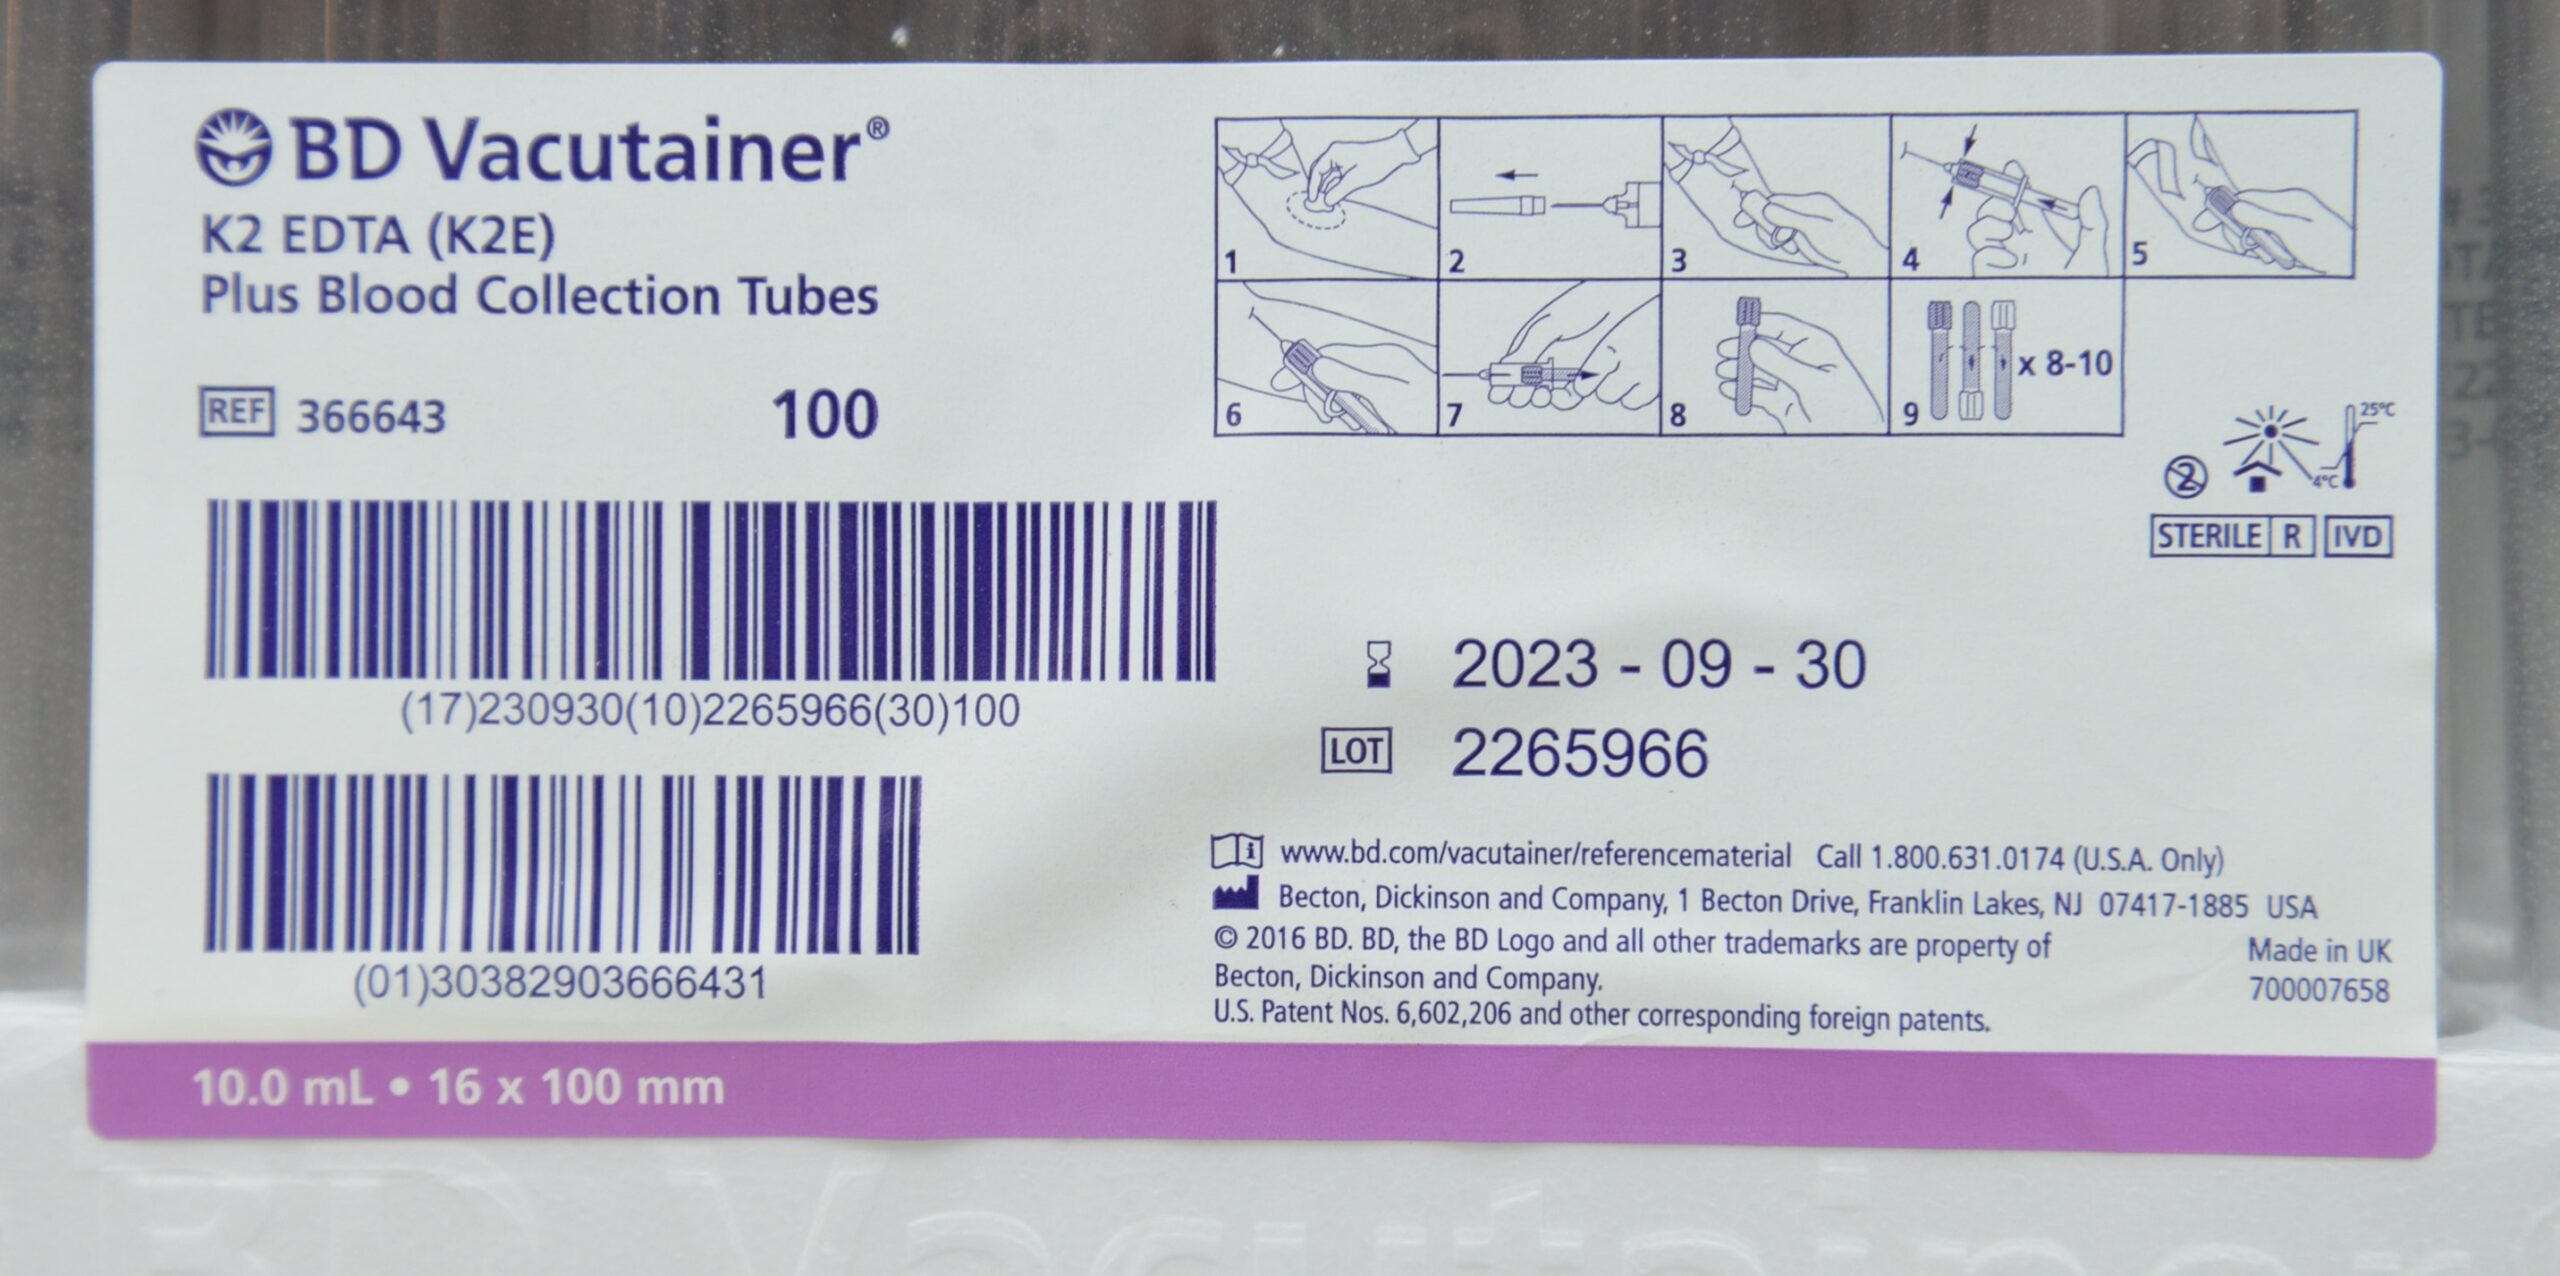 BD Vacutainer®
K2 EDTA (K2E)
Plus Blood Collection Tubes
REF 366643 100
(17)230930(10)2265966(30)100
(01)30382903666431
1 2 3 4 5
6 7 8 9 x 8-10
25°C
4°C
2
STERILE R IVD
2023 - 09 - 30
LOT 2265966
www.bd.com/vacutainer/referencematerial Call 1.800.631.0174 (U.S.A. Only)
Becton, Dickinson and Company, 1 Becton Drive, Franklin Lakes, NJ 07417-1885 USA
© 2016 BD. BD, the BD Logo and all other trademarks are property of
Becton, Dickinson and Company.
U.S. Patent Nos. 6,602,206 and other corresponding foreign patents.
Made in UK
700007658
10.0 mL • 16 x 100 mm
BD Vacutainer